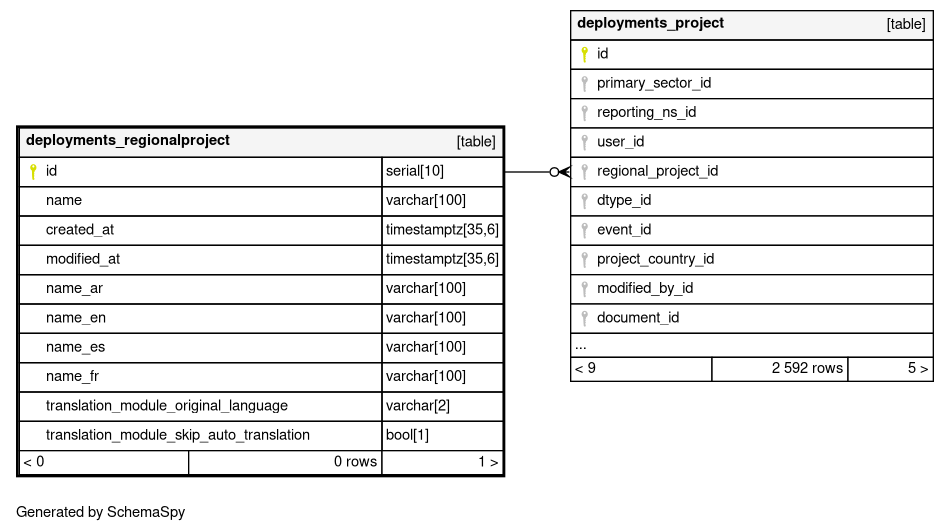 deployments_project [table]
id
primary_sector_id
reporting_ns_id
user_id
regional_project_id
dtype_id
event_id
project_country_id
modified_by_id
document_id
...
< 9 2 592 rows 5 >
deployments_regionalproject [table]
id serial[10]
name varchar[100]
created_at timestamptz[35,6]
modified_at timestamptz[35,6]
name_ar varchar[100]
name_en varchar[100]
name_es varchar[100]
name_fr varchar[100]
translation_module_original_language varchar[2]
translation_module_skip_auto_translation bool[1]
< 0 0 rows 1 >
Generated by SchemaSpy